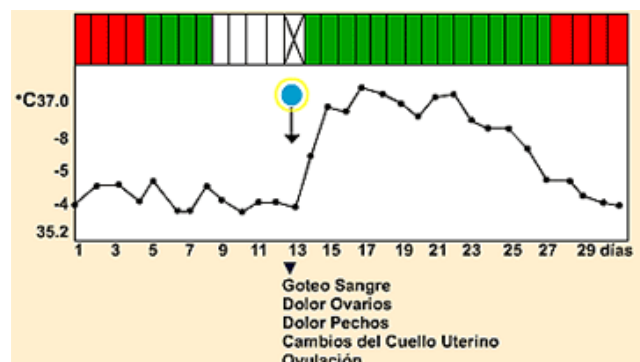 °C37.0
-8
-5
-4
35.2
1 3 5 7 9 11 13 15 17 19 21 23 25 27 29 días
Goteo Sangre
Dolor Ovarios
Dolor Pechos
Cambios del Cuello Uterino
Ovulación